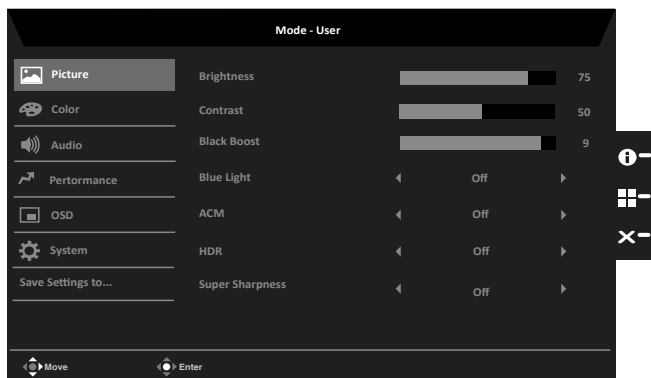 Mode - User
Picture
Brightness 75
Color
Contrast 50
Audio
Black Boost 9
Pertormance
Blue Light Off
OSD
ACM Off
System
HDR Off
Save Settings to...
Super Sharpness Off
Move Enter